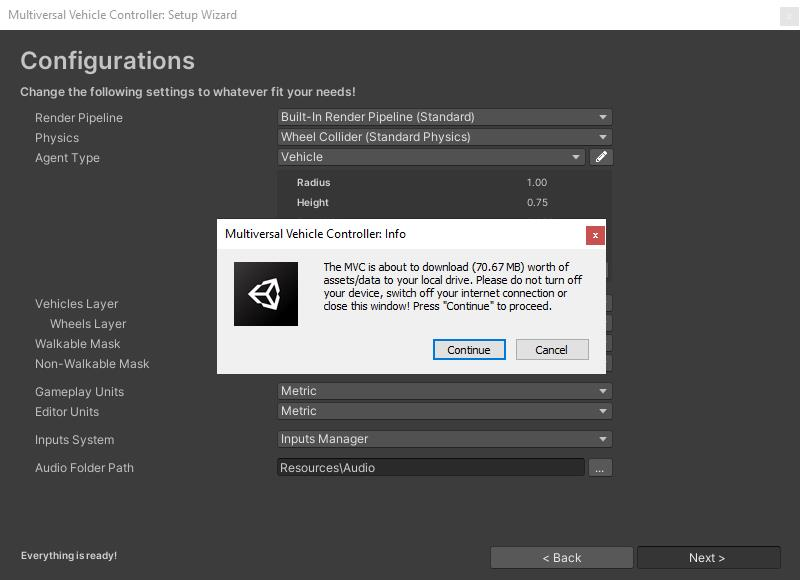 Multiversal Vehicle Controller: Setup Wizard
x
Configurations
Change the following settings to whatever fit your needs!
Render Pipeline Built-In Render Pipeline (Standard)
Physics Wheel Collider (Standard Physics)
Agent Type Vehicle
Radius 1.00
Height 0.75
Multiversal Vehicle Controller: Info x
The MVC is about to download (70.67 MB) worth of
assets/data to your local drive. Please do not turn off
your device, switch off your internet connection or
close this window! Press "Continue" to proceed.
Continue Cancel
Vehicles Layer
Wheels Layer
Walkable Mask
Non-Walkable Mask
Gameplay Units Metric
Editor Units Metric
Inputs System Inputs Manager
Audio Folder Path Resources\Audio ...
Everything is ready! < Back Next >